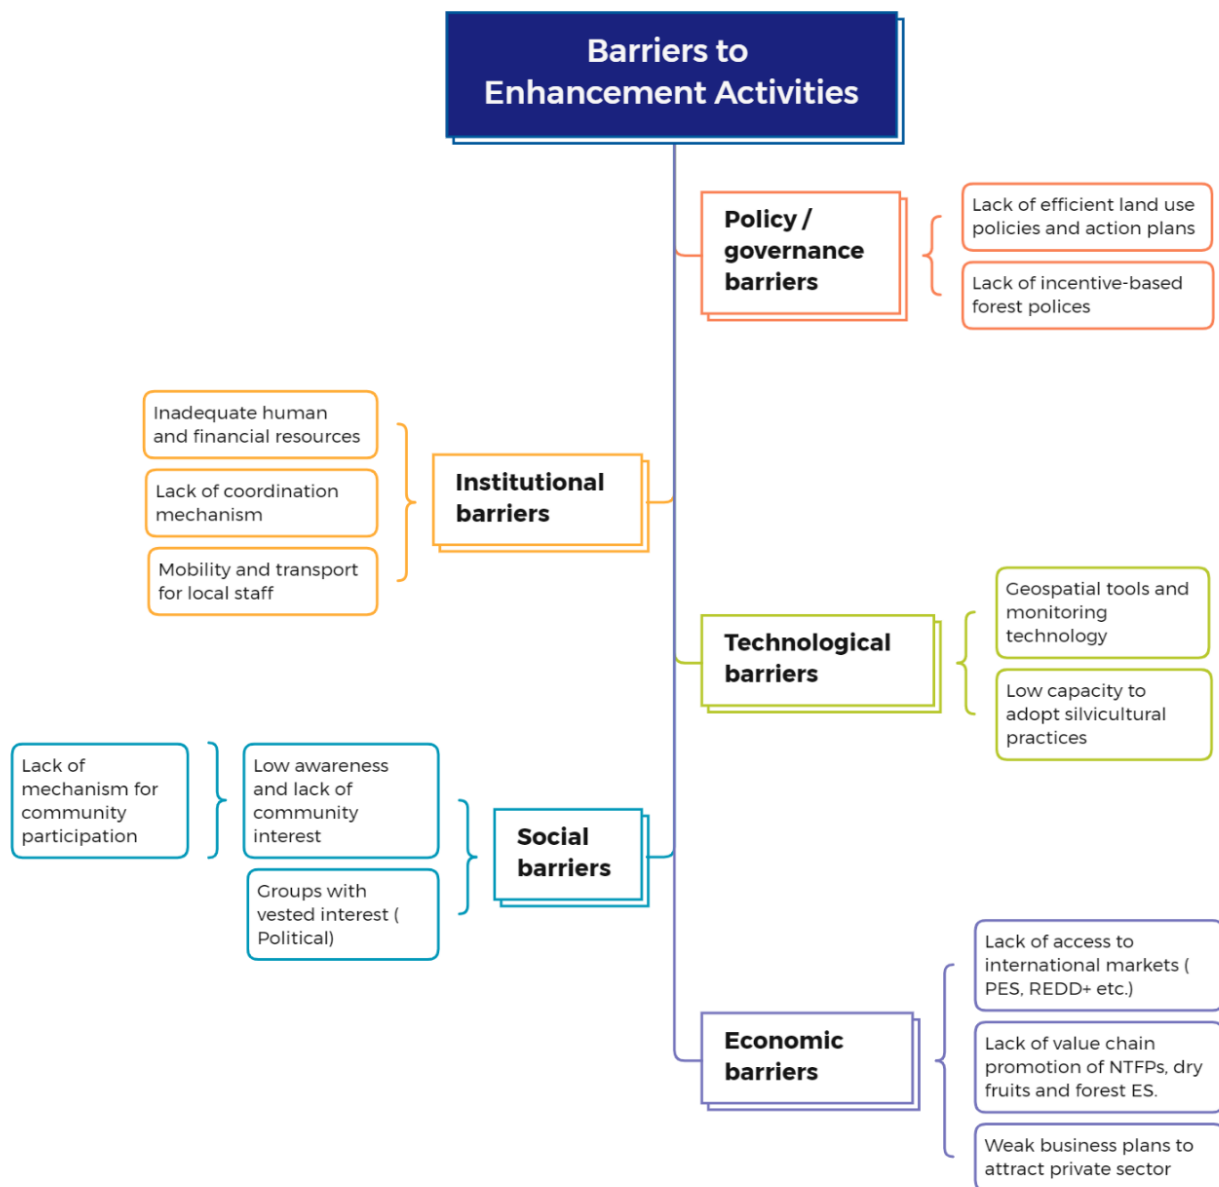 Barriers to
Enhancement Activities
Policy /
governance
barriers
Lack of efficient land use
policies and action plans
Lack of incentive-based
forest polices
Inadequate human
and financial resources
Lack of coordination
mechanism
Mobility and transport
for local staff
Institutional
barriers
Technological
barriers
Geospatial tools and
monitoring
technology
Low capacity to
adopt silvicultural
practices
Lack of
mechanism for
community
participation
Low awareness
and lack of
community
interest
Groups with
vested interest (
Political)
Social
barriers
Economic
barriers
Lack of access to
international markets (
PES, REDD+ etc.)
Lack of value chain
promotion of NTFPs, dry
fruits and forest ES.
Weak business plans to
attract private sector